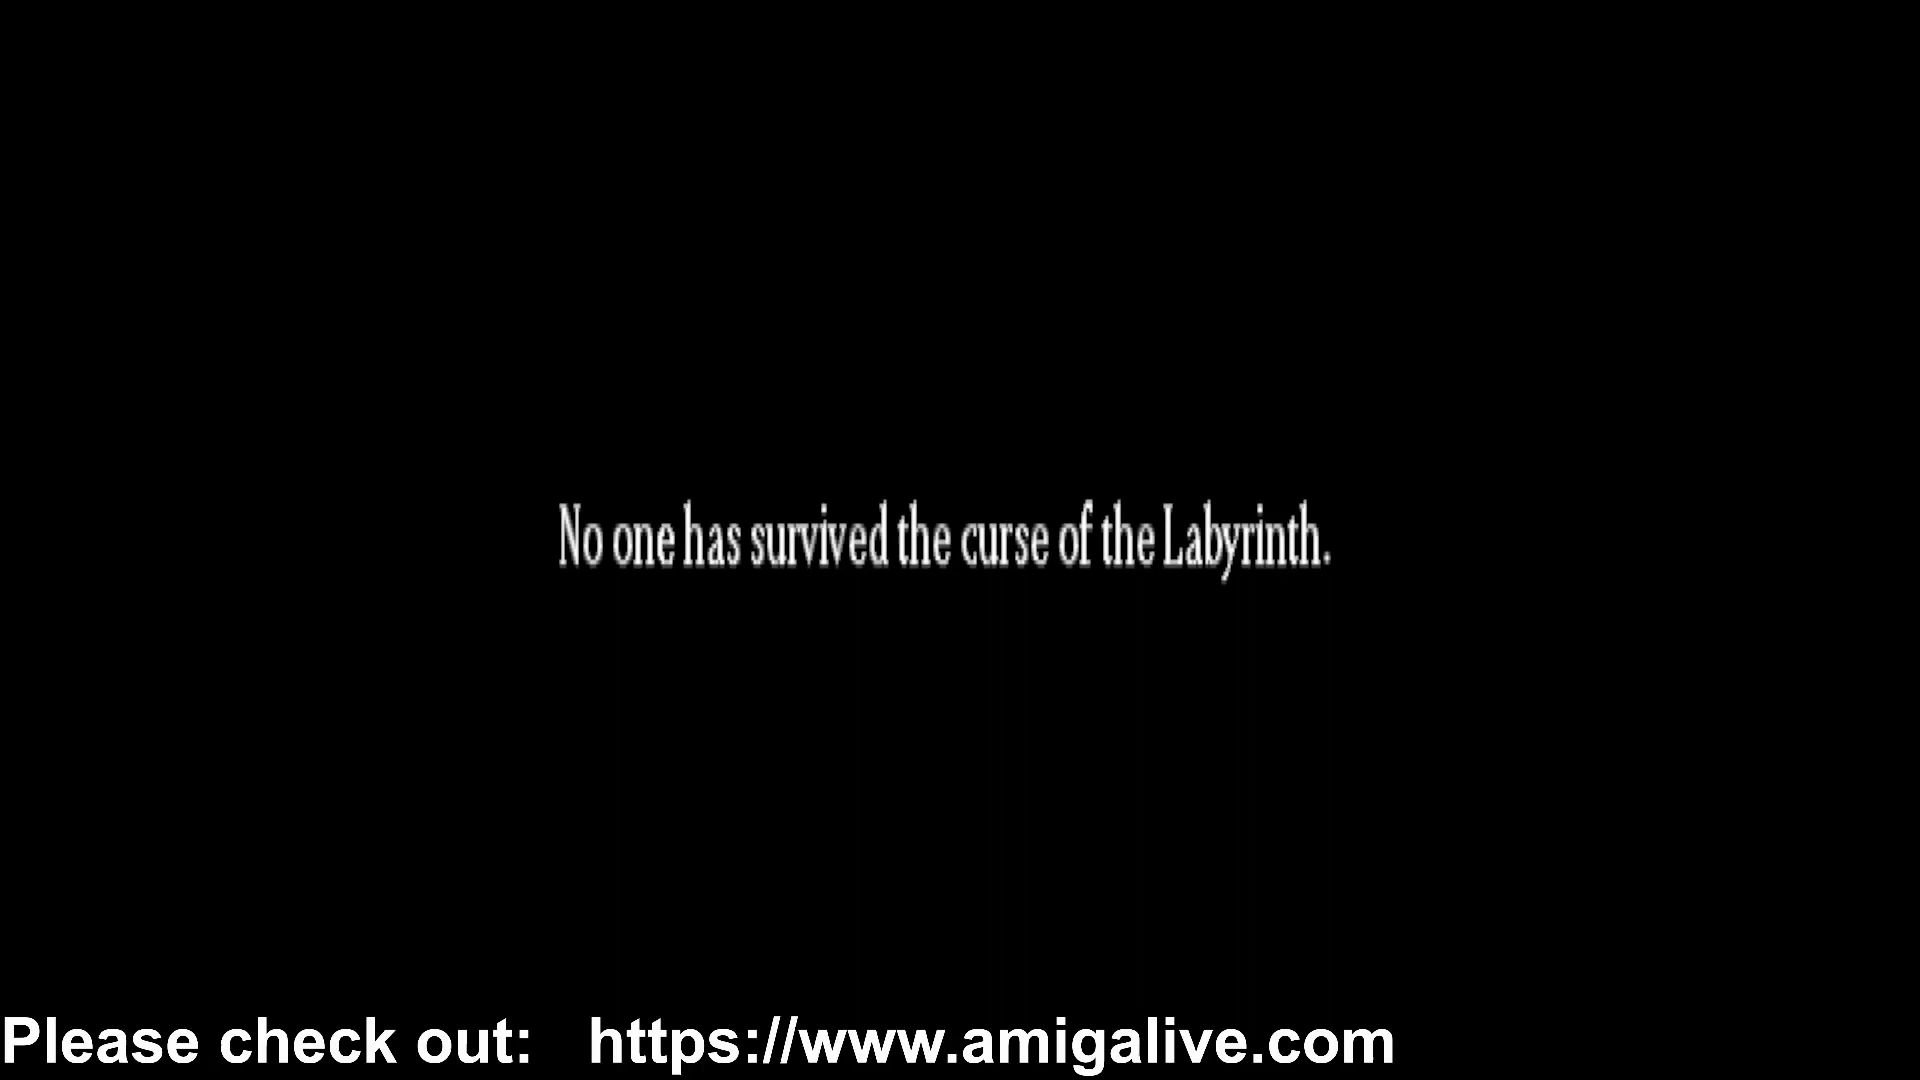 No one has survived the curse of the Labyrinth.
Please check out: https://www.amigalive.com